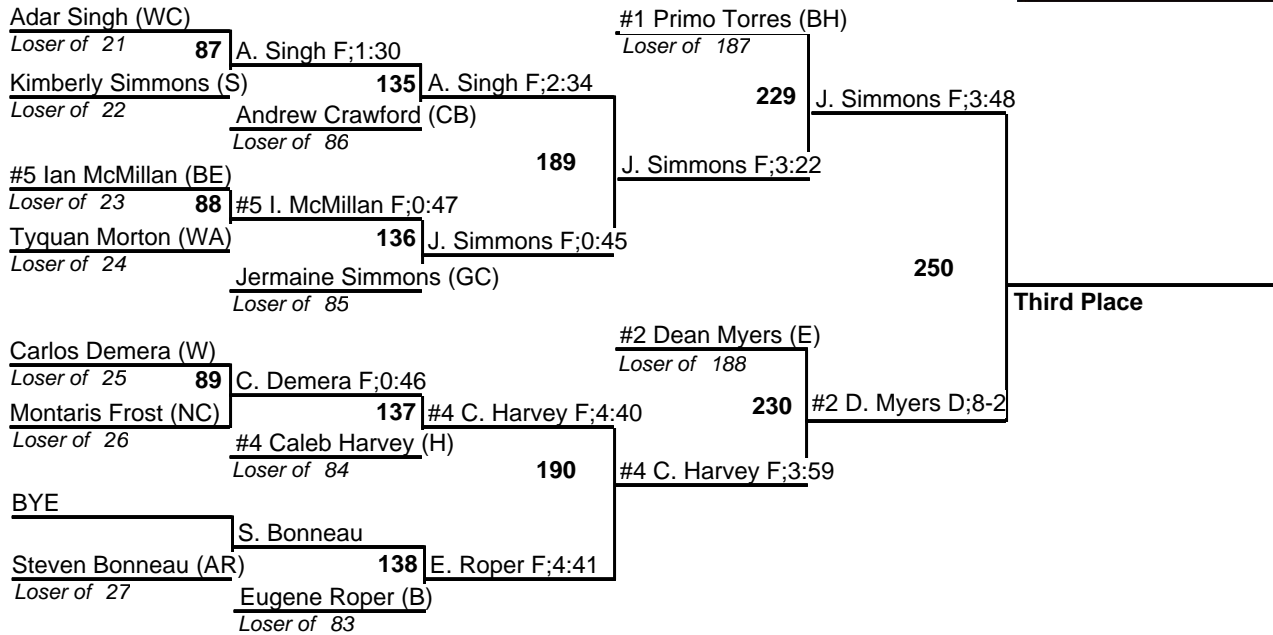 Adar Singh (WC)
Loser of 21
87
A. Singh F;1:30
Kimberly Simmons (S)
Loser of 22
135
A. Singh F;2:34
Andrew Crawford (CB)
Loser of 86
189
#5 Ian McMillan (BE)
Loser of 23
88
#5 I. McMillan F;0:47
Tyquan Morton (WA)
Loser of 24
136
J. Simmons F;0:45
Jermaine Simmons (GC)
Loser of 85
#1 Primo Torres (BH)
Loser of 187
229
J. Simmons F;3:48
J. Simmons F;3:22
250
Third Place
Carlos Demera (W)
Loser of 25
89
C. Demera F;0:46
Montaris Frost (NC)
Loser of 26
137
#4 C. Harvey F;4:40
#4 Caleb Harvey (H)
Loser of 84
190
BYE
S. Bonneau
Steven Bonneau (AR)
Loser of 27
138
E. Roper F;4:41
Eugene Roper (B)
Loser of 83
#2 Dean Myers (E)
Loser of 188
230
#2 D. Myers D;8-2
#4 C. Harvey F;3:59